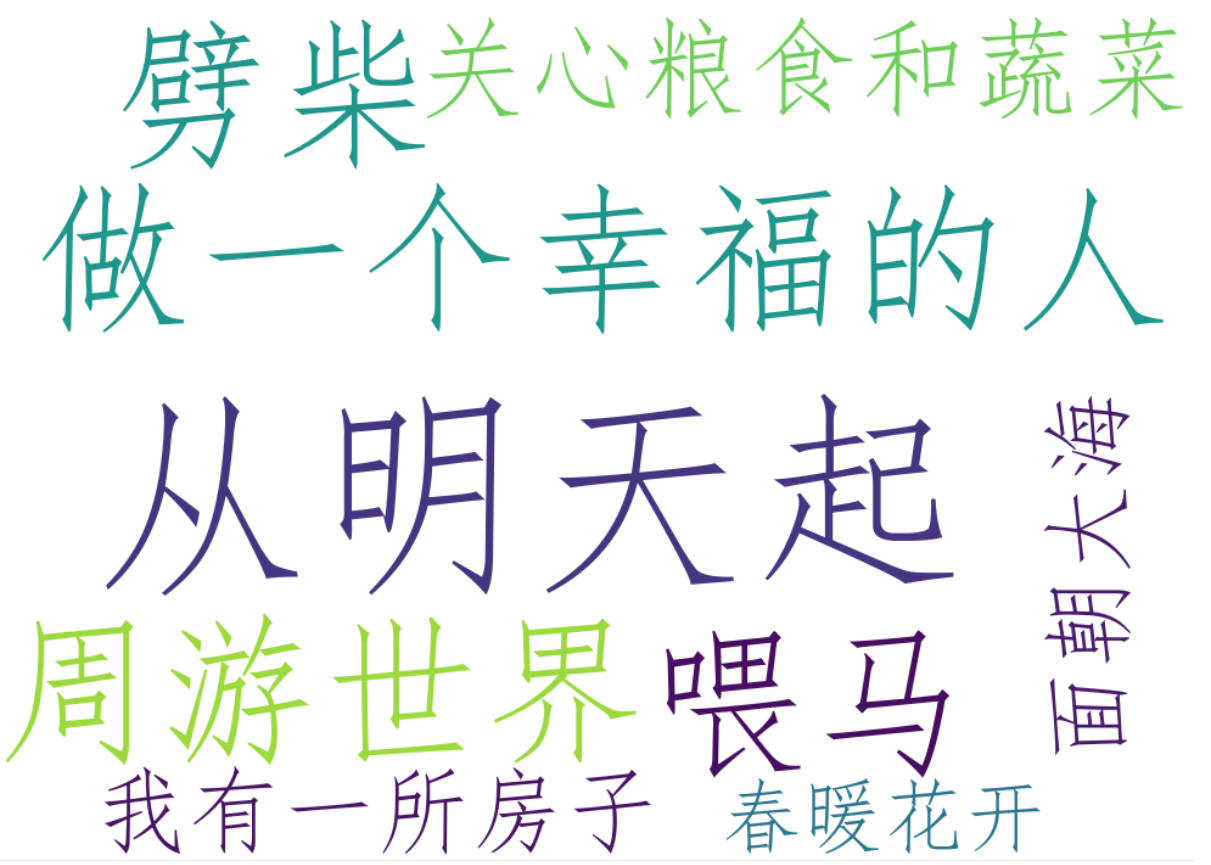 劈柴
关心粮食和蔬菜
做一个幸福的人
从明天起
面朝大海
周游世界
喂马
我有一所房子
春暖花开